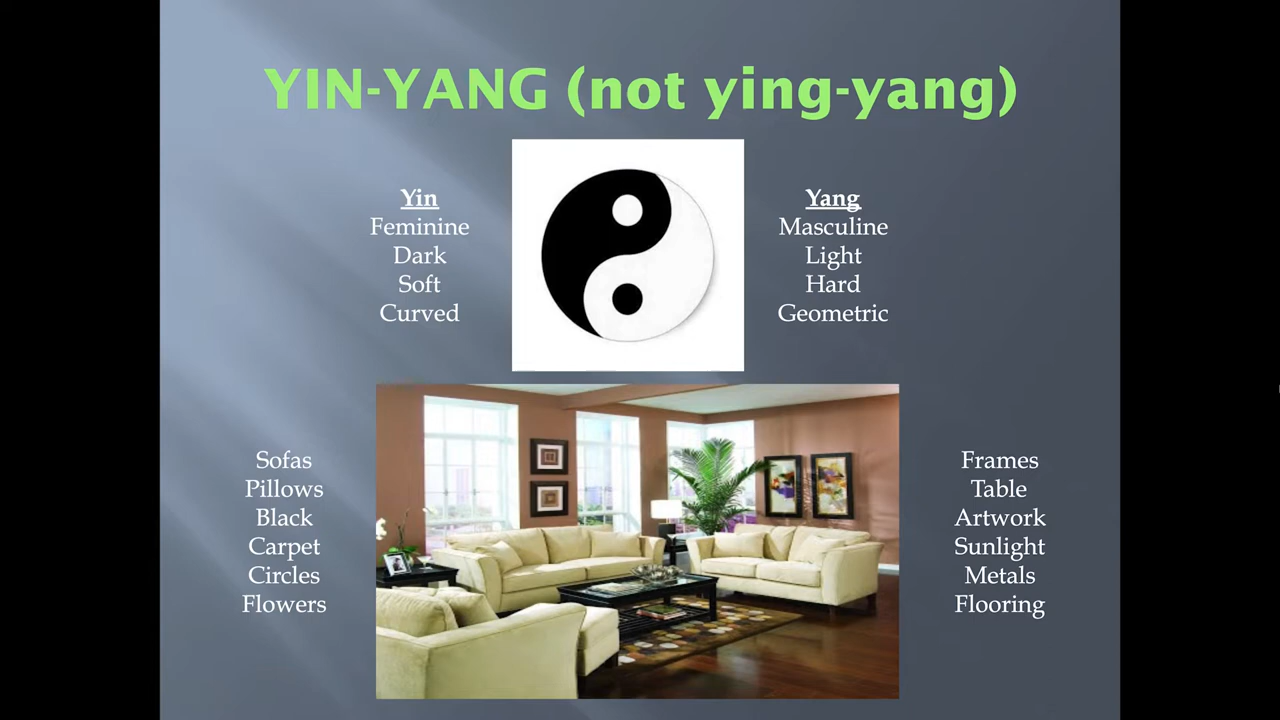 YIN-YANG (not ying-yang)
Yin
Feminine
Dark
Soft
Curved
Yang
Masculine
Light
Hard
Geometric
Sofas
Pillows
Black
Carpet
Circles
Flowers
Frames
Table
Artwork
Sunlight
Metals
Flooring